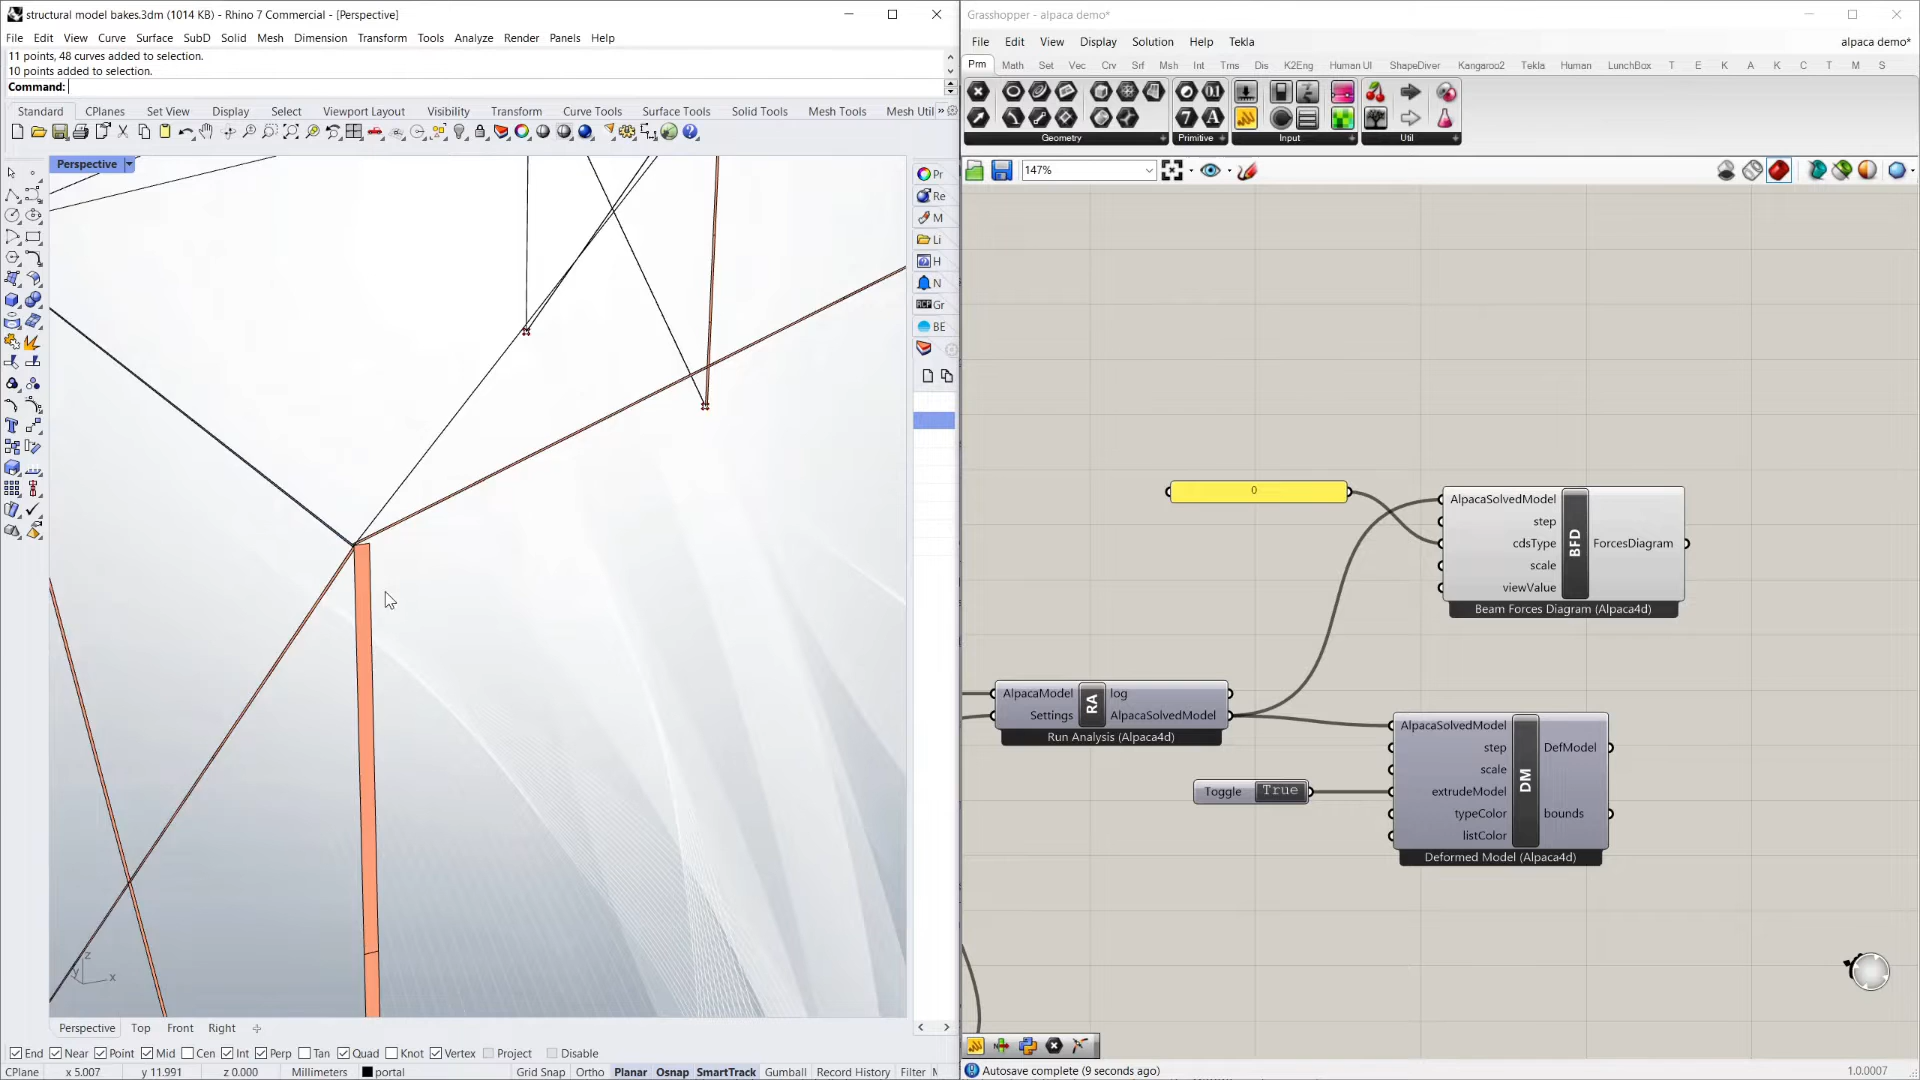 structural model bakes.3dm (1014 KB) - Rhino 7 Commercial - [Perspective]
File Edit View Curve Surface SubD Solid Mesh Dimension Transform Tools Analyze Render Panels Help
11 points, 48 curves added to selection.
10 points added to selection.
Command:
Standard CPlanes Set View Display Select Viewport Layout Visibility Transform Curve Tools Surface Tools Solid Tools Mesh Tools Mesh Util
Perspective
Pr
Re
M
Li
H
N
Gr
BE
z
y x
Perspective Top Front Right
End Near Point Mid Cen Int Perp Tan Quad Knot Vertex Project Disable
CPlane x 5.007 y 11.991 z 0.000 Millimeters portal Grid Snap Ortho Planar Osnap SmartTrack Gumball Record History Filter
Grasshopper - alpaca demo*
File Edit View Display Solution Help Tekla alpaca demo*
Prm Math Set Vec Crv Srf Msh Int Trns Dis K2Eng Human UI ShapeDiver Kangaroo2 Tekla Human LunchBox T E K A K C T M S
Geometry Primitive Input Util
147%
0
AlpacaSolvedModel
step
cdsType
scale
viewValue
BFD
ForcesDiagram
Beam Forces Diagram (Alpaca4d)
AlpacaModel
Settings
RA
log
AlpacaSolvedModel
Run Analysis (Alpaca4d)
Toggle True
AlpacaSolvedModel
step
scale
extrudeModel
typeColor
listColor
DM
DefModel
bounds
Deformed Model (Alpaca4d)
Autosave complete (9 seconds ago) 1.0.0007